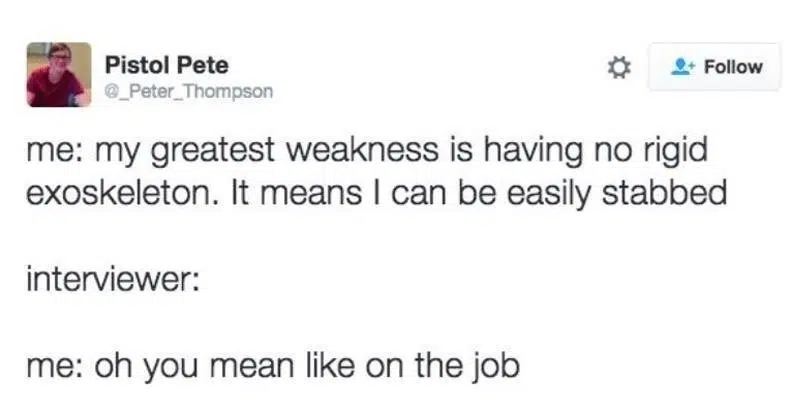 Pistol Pete
@_Peter_Thompson
Follow
me: my greatest weakness is having no rigid
exoskeleton. It means I can be easily stabbed
interviewer:
me: oh you mean like on the job